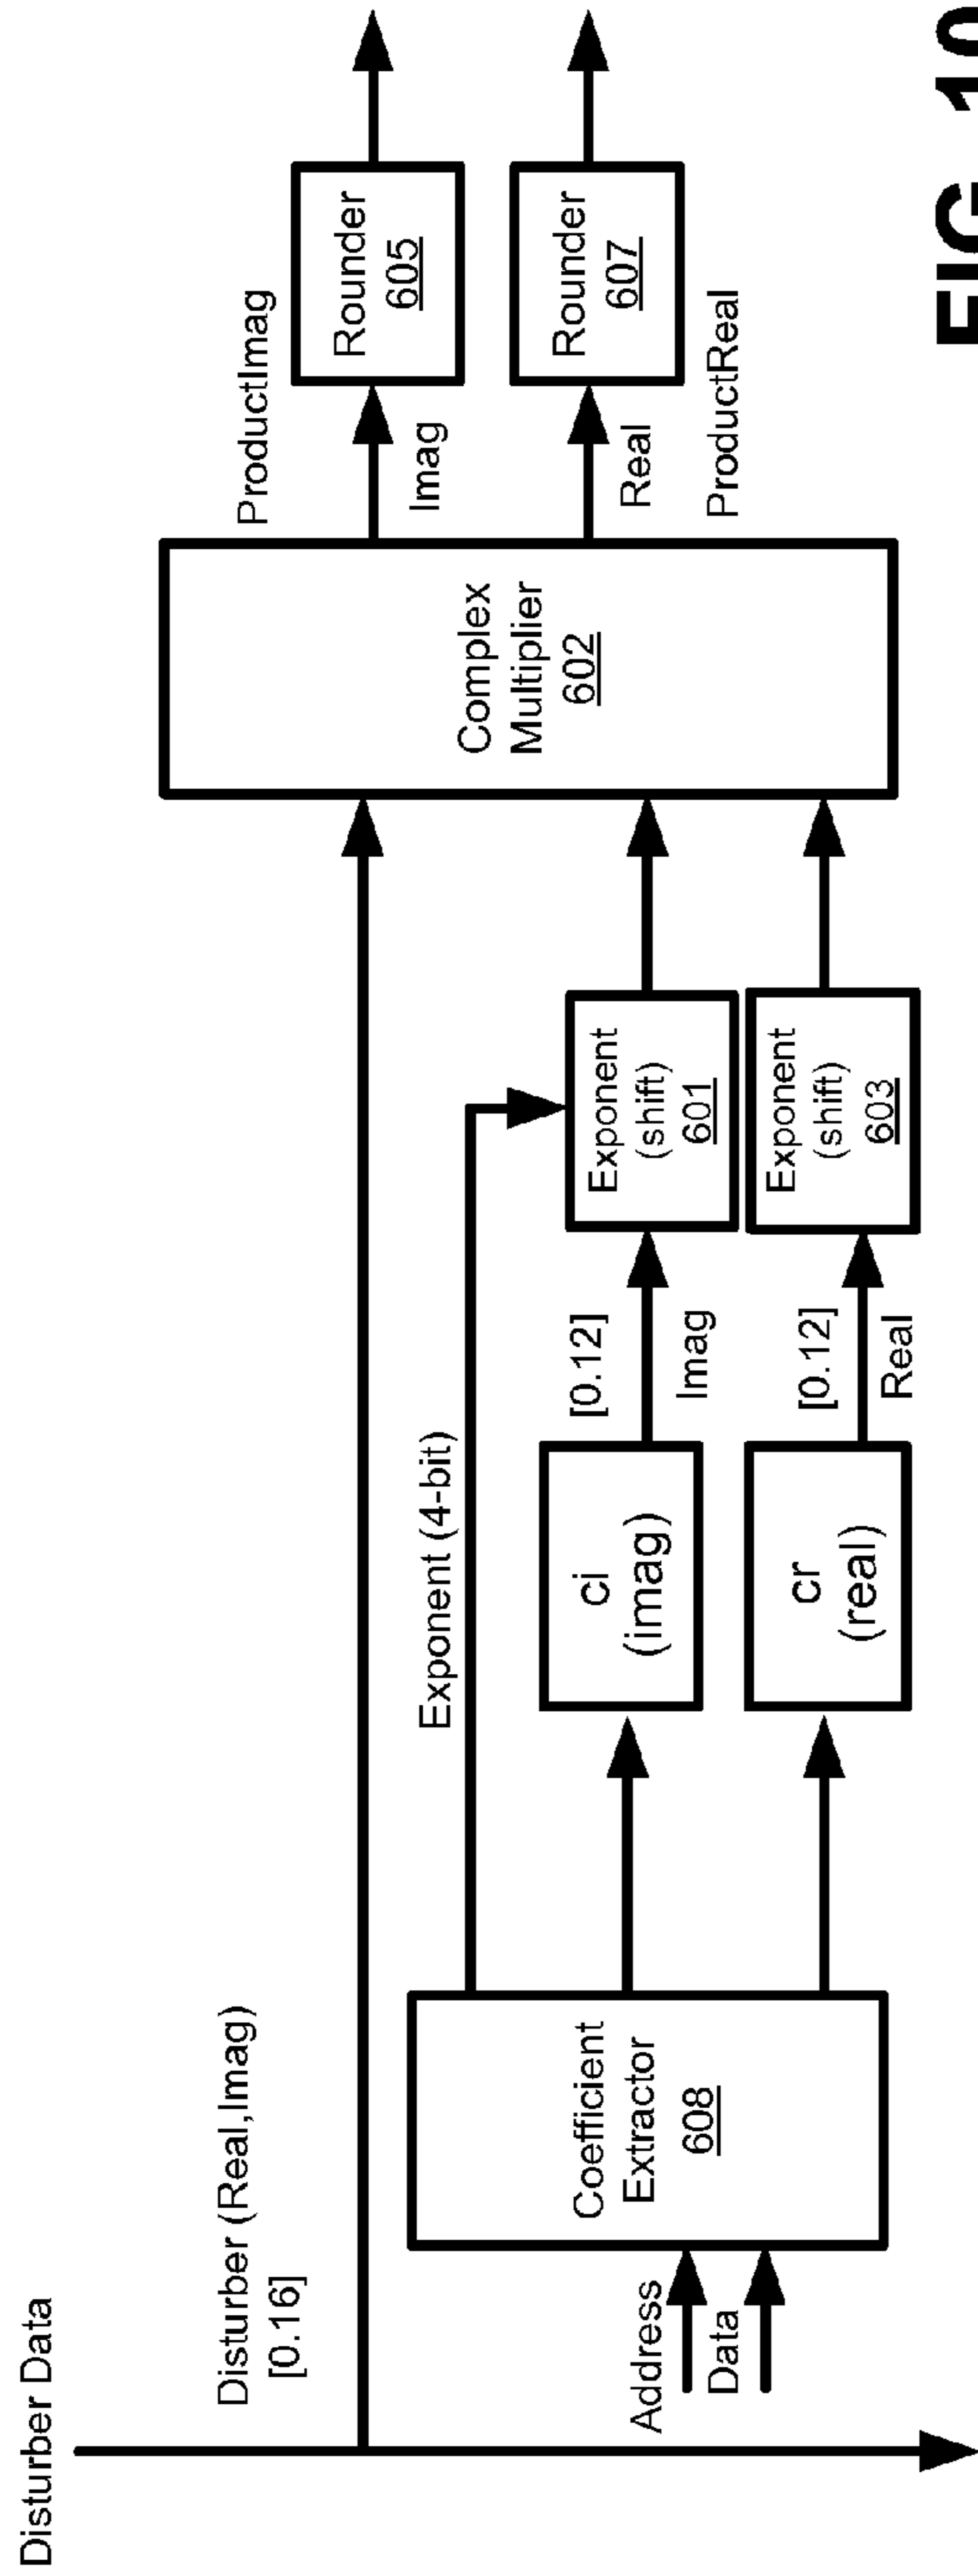 Disturber Data
Disturber (Real,Imag)
[0.16]
Address
Data
Coefficient
Extractor
608
Exponent (4-bit)
ci
(imag)
cr
(real)
[0.12]
Imag
[0.12]
Real
Exponent
(shift)
601
Exponent
(shift)
603
Complex
Multiplier
602
ProductImag
Imag
Real
ProductReal
Rounder
605
Rounder
607